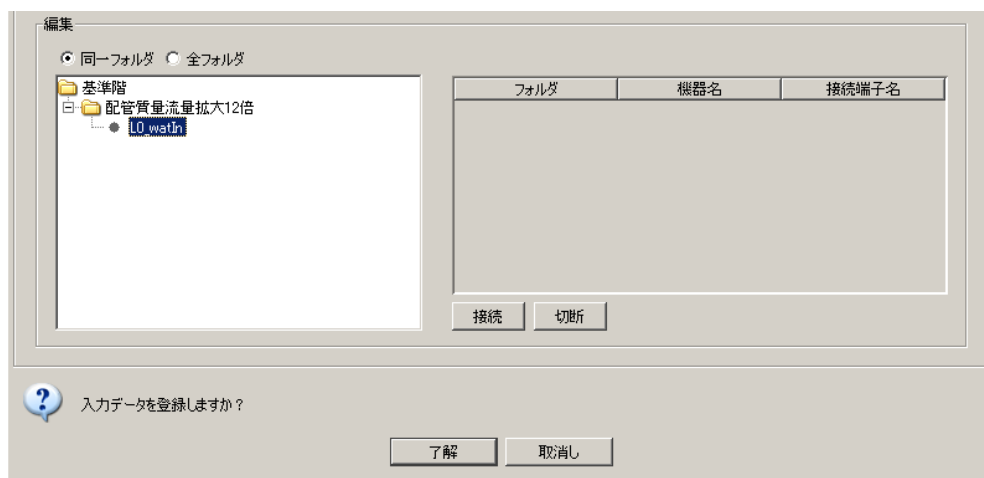 編集
同一フォルダ 全フォルダ
基準階
配管質量流量拡大12倍
L0_watIn
フォルダ 機器名 接続端子名
接続 切断
入力データを登録しますか？
了解 取消し